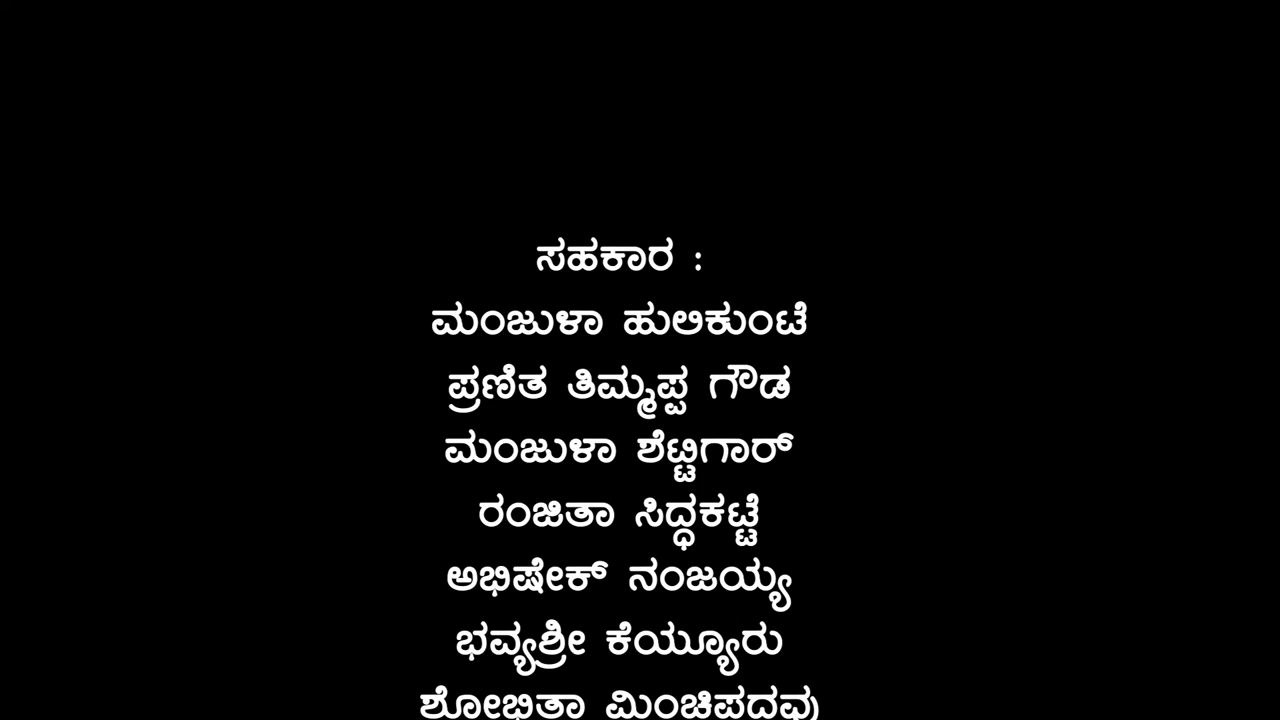 ಸಹಕಾರ :
ಮಂಜುಳಾ ಹುಲಿಕುಂಟೆ
ಪ್ರಣಿತ ತಿಮ್ಮಪ್ಪ ಗೌಡ
ಮಂಜುಳಾ ಶೆಟ್ಟಿಗಾರ್
ರಂಜಿತಾ ಸಿದ್ಧಕಟ್ಟೆ
ಅಭಿಷೇಕ್ ನಂಜಯ್ಯ
ಭವ್ಯಶ್ರೀ ಕೆಯ್ಯೂರು
ಶೋಭಿತಾ ಮಿಂಚಿಪದವು